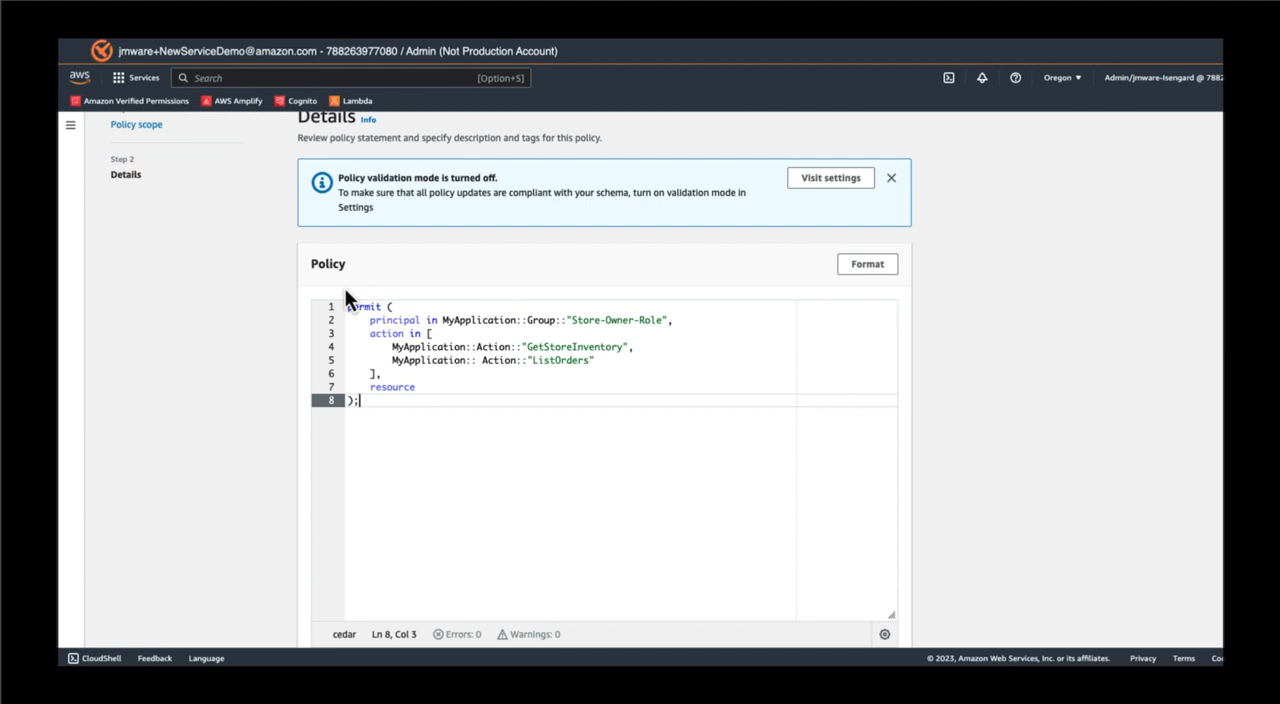 jmware+NewServiceDemo@amazon.com - 788263977080 / Admin (Not Production Account)
aws Services Search [Option+S] Oregon Admin/jmware-Isengard @ 7882
Amazon Verified Permissions AWS Amplify Cognito Lambda
Policy scope
Step 2
Details
Details Info
Review policy statement and specify description and tags for this policy.
Policy validation mode is turned off.
To make sure that all policy updates are compliant with your schema, turn on validation mode in
Settings
Visit settings
Policy
Format
1 permit (
2 principal in MyApplication::Group::"Store-Owner-Role",
3 action in [
4 MyApplication::Action::"GetStoreInventory",
5 MyApplication:: Action::"ListOrders"
6 ],
7 resource
8 );
cedar Ln 8, Col 3 Errors: 0 Warnings: 0
CloudShell Feedback Language © 2023, Amazon Web Services, Inc. or its affiliates. Privacy Terms